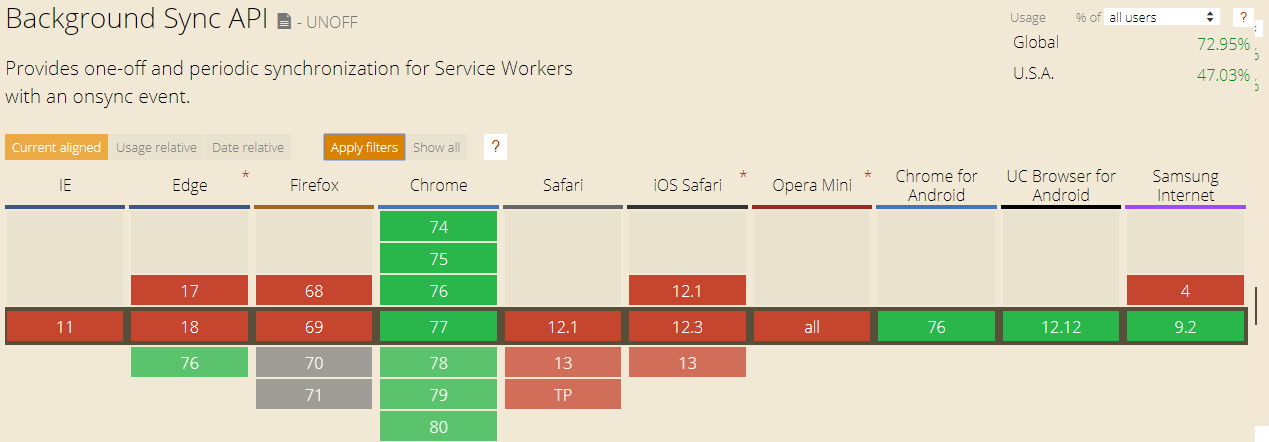 Background Sync API - UNOFF
Usage % of all users ?
Global 72.95%
U.S.A. 47.03%
Provides one-off and periodic synchronization for Service Workers
with an onsync event.
Current aligned Usage relative Date relative Apply filters Show all ?
IE Edge * Firefox Chrome Safari iOS Safari * Opera Mini * Chrome for Android UC Browser for Android Samsung Internet
74
75
17 68 76 12.1 4
11 18 69 77 12.1 12.3 all 76 12.12 9.2
76 70 78 13 13
71 79 TP
80